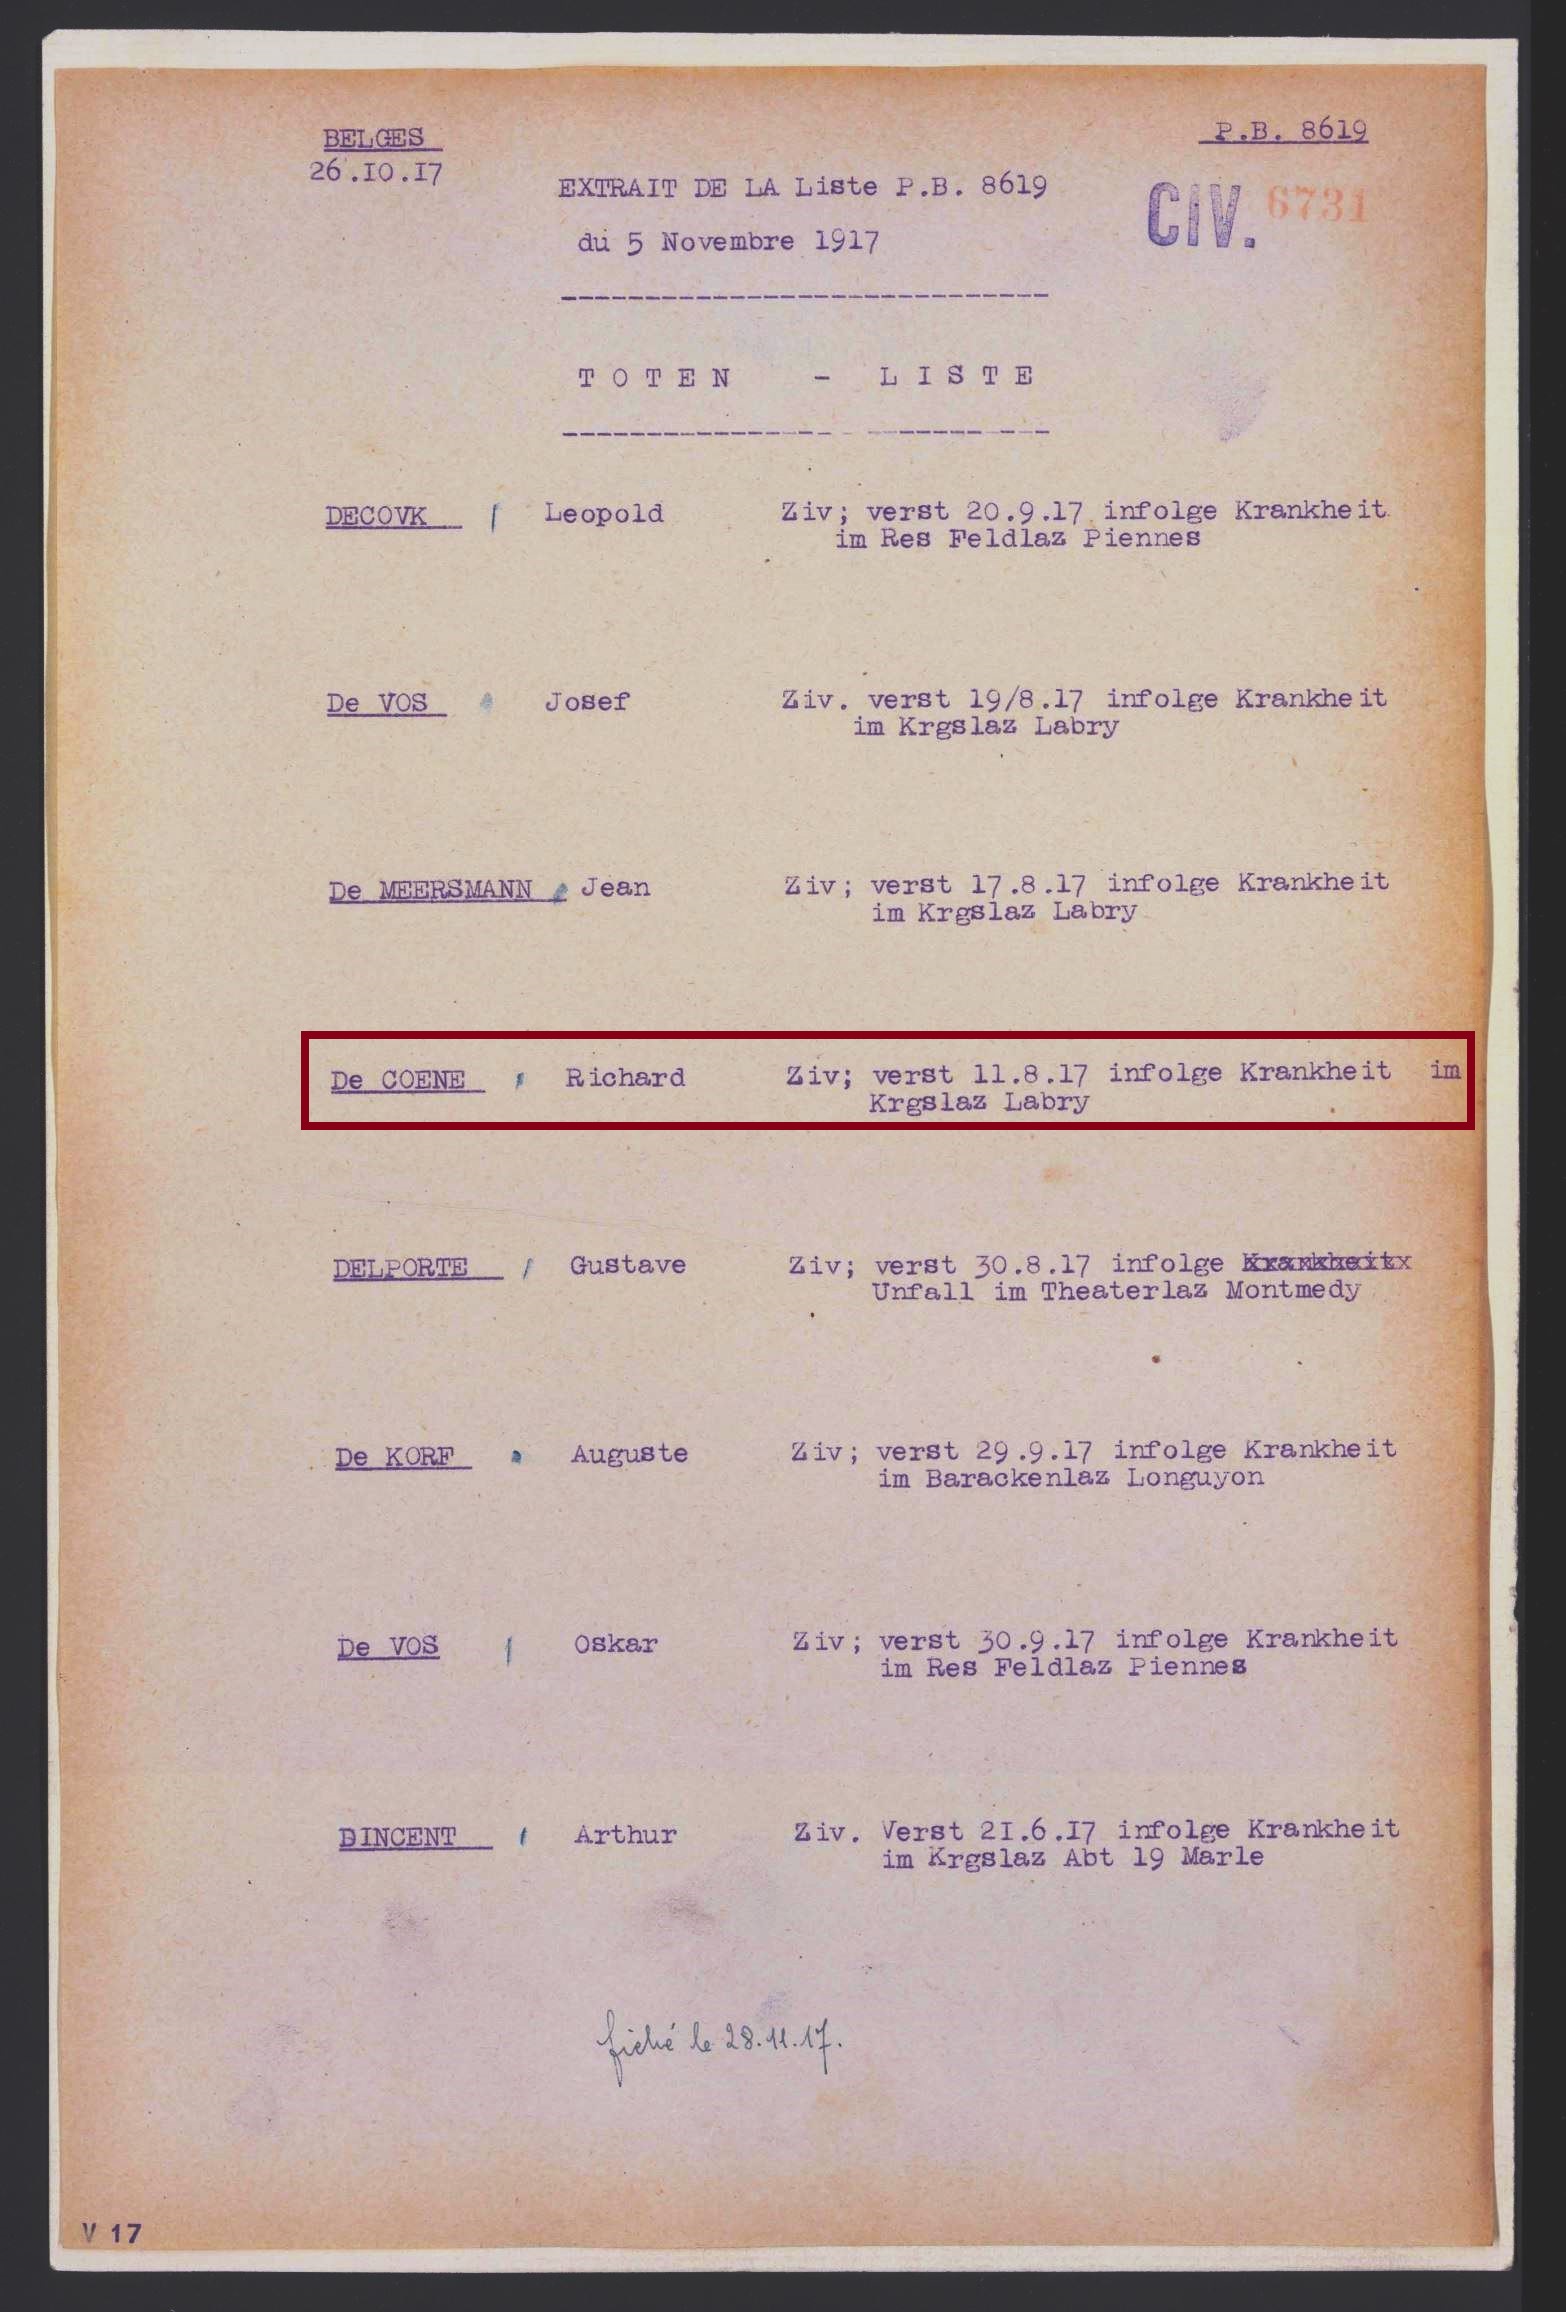 BELGES P.B. 8619
26.IO.I7
EXTRAIT DE LA Liste P.B. 8619
CIV. 6731
du 5 Novembre 1917
----------------------------
T O T E N - L I S T E
----------------------------
DECOVK Leopold Ziv; verst 20.9.17 infolge Krankheit
im Res Feldlaz Piennes
De VOS Josef Ziv. verst 19/8.17 infolge Krankheit
im Krgslaz Labry
De MEERSMANN Jean Ziv; verst 17.8.17 infolge Krankheit
im Krgslaz Labry
De COENE Richard Ziv; verst 11.8.17 infolge Krankheit im
Krgslaz Labry
DELPORTE Gustave Ziv; verst 30.8.17 infolge Krankheitx
Unfall im Theaterlaz Montmedy
De KORF Auguste Ziv; verst 29.9.17 infolge Krankheit
im Barackenlaz Longuyon
De VOS Oskar Ziv; verst 30.9.17 infolge Krankheit
im Res Feldlaz Piennes
DINCENT Arthur Ziv. Verst 2I.6.I7 infolge Krankheit
im Krgslaz Abt 19 Marle
fiché le 28.11.17.
V 17